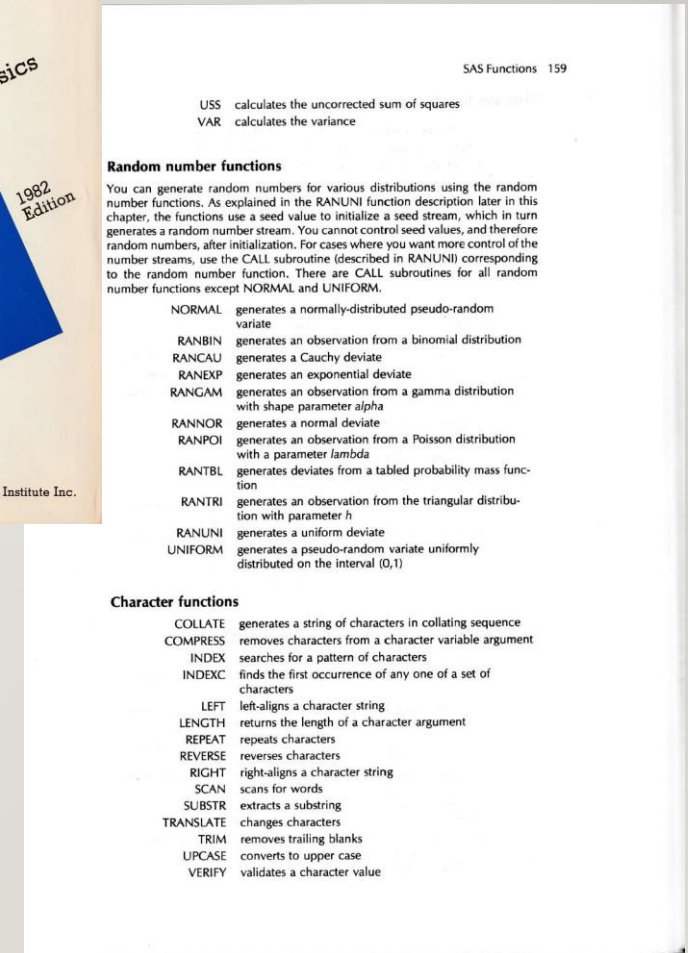 sics
1982
Edition
Institute Inc.
SAS Functions 159
USS calculates the uncorrected sum of squares
VAR calculates the variance
Random number functions
You can generate random numbers for various distributions using the random
number functions. As explained in the RANUNI function description later in this
chapter, the functions use a seed value to initialize a seed stream, which in turn
generates a random number stream. You cannot control seed values, and therefore
random numbers, after initialization. For cases where you want more control of the
number streams, use the CALL subroutine (described in RANUNI) corresponding
to the random number function. There are CALL subroutines for all random
number functions except NORMAL and UNIFORM.
NORMAL generates a normally-distributed pseudo-random
variate
RANBIN generates an observation from a binomial distribution
RANCAU generates a Cauchy deviate
RANEXP generates an exponential deviate
RANGAM generates an observation from a gamma distribution
with shape parameter alpha
RANNOR generates a normal deviate
RANPOI generates an observation from a Poisson distribution
with a parameter lambda
RANTBL generates deviates from a tabled probability mass func-
tion
RANTRI generates an observation from the triangular distribu-
tion with parameter h
RANUNI generates a uniform deviate
UNIFORM generates a pseudo-random variate uniformly
distributed on the interval (0,1)
Character functions
COLLATE generates a string of characters in collating sequence
COMPRESS removes characters from a character variable argument
INDEX searches for a pattern of characters
INDEXC finds the first occurrence of any one of a set of
characters
LEFT left-aligns a character string
LENGTH returns the length of a character argument
REPEAT repeats characters
REVERSE reverses characters
RIGHT right-aligns a character string
SCAN scans for words
SUBSTR extracts a substring
TRANSLATE changes characters
TRIM removes trailing blanks
UPCASE converts to upper case
VERIFY validates a character value